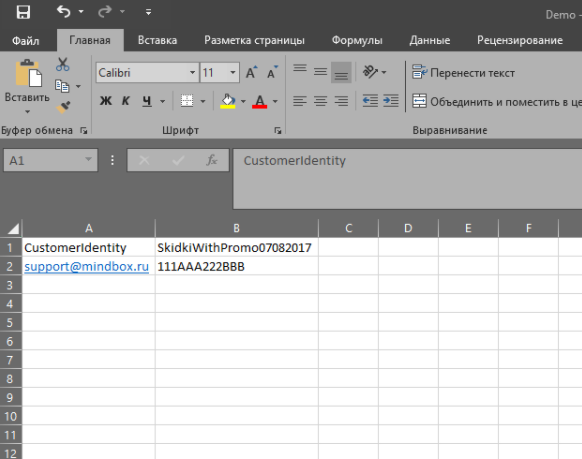 Demo -
Файл Главная Вставка Разметка страницы Формулы Данные Рецензирование
Вставить
Calibri 11 A A Перенести текст
Ж К Ч A Объединить и поместить в це
Буфер обмена Шрифт Выравнивание
A1 fx CustomerIdentity
A B C D E F
1 CustomerIdentity SkidkiWithPromo07082017
2 support@mindbox.ru 111AAA222BBB
3
4
5
6
7
8
9
10
11
12